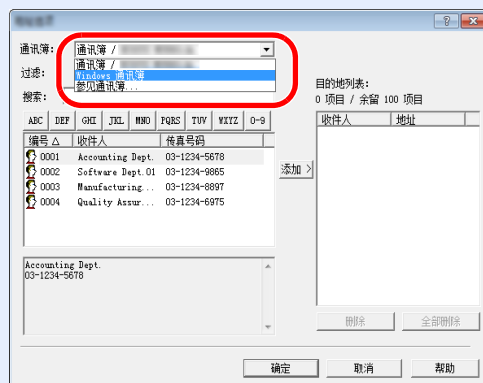 通讯簿: 通讯簿 /
通讯簿 /
Windows 通讯簿
参见通讯簿...
过滤:
搜索:
ABC DEF GHI JKL MNO PQRS TUV WXYZ 0-9
编号 △ 收件人 传真号码
0001 Accounting Dept. 03-1234-5678
0002 Software Dept.01 03-1234-9865
0003 Manufacturing... 03-1234-8897
0004 Quality Assur... 03-1234-6975
Accounting Dept.
03-1234-5678
添加 >
目的地列表:
0 项目 / 余留 100 项目
收件人 地址
删除 全部删除
确定 取消 帮助